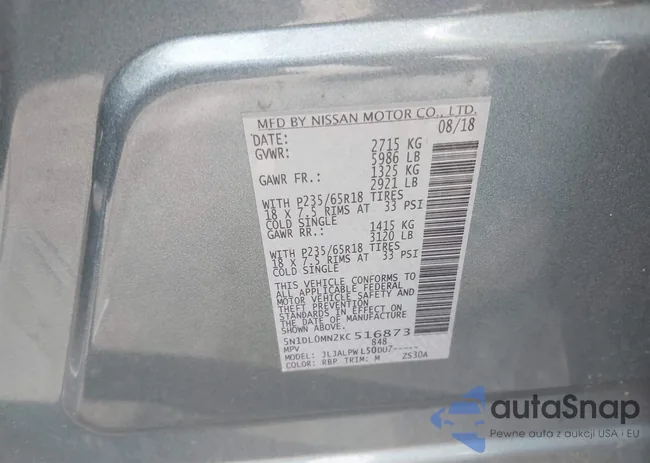 MFD BY NISSAN MOTOR CO., LTD.
DATE: 08/18
GVWR: 2715 KG
5986 LB
GAWR FR.: 1325 KG
2921 LB
WITH P235/65R18 TIRES
18 X 7.5 RIMS AT 33 PSI
COLD SINGLE
GAWR RR.: 1415 KG
3120 LB
WITH P235/65R18 TIRES
18 X 7.5 RIMS AT 33 PSI
COLD SINGLE
THIS VEHICLE CONFORMS TO
ALL APPLICABLE FEDERAL
MOTOR VEHICLE SAFETY AND
THEFT PREVENTION
STANDARDS IN EFFECT ON
THE DATE OF MANUFACTURE
5N1DL0MN2KC516873
MPV 848
MODEL: JLJALPWL50DU7-----
COLOR: RBP TRIM: M 2S30A
autaSnap
Pewne auta z aukcji USA i EU